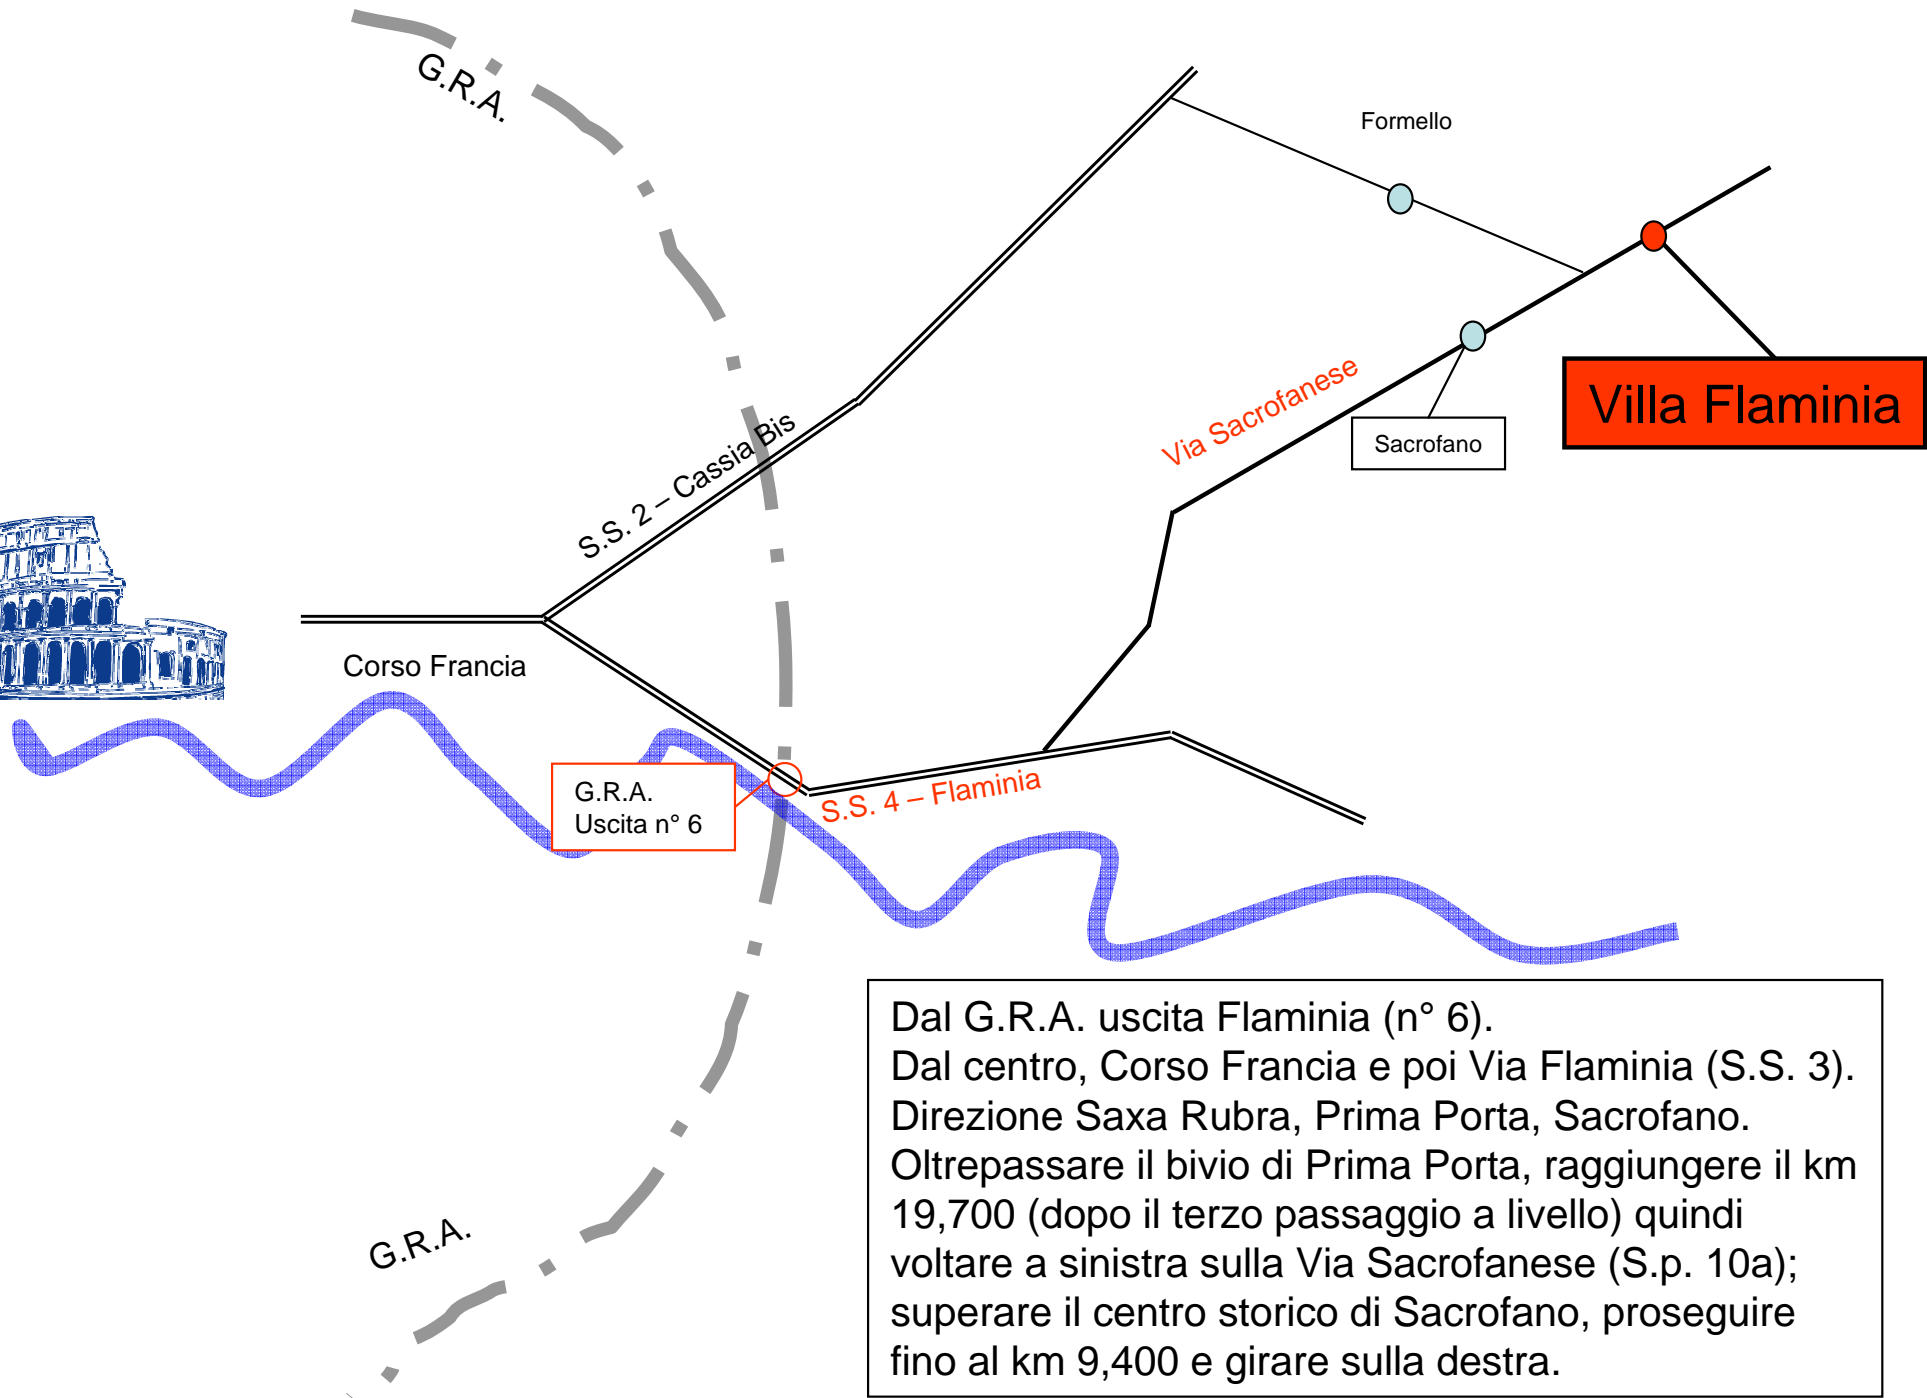 G.R.A.
Formello
Via Sacrofanese
Villa Flaminia
Sacrofano
S.S. 2 – Cassia Bis
Corso Francia
G.R.A.
Uscita n° 6
S.S. 4 – Flaminia
G.R.A.
Dal G.R.A. uscita Flaminia (n° 6).
Dal centro, Corso Francia e poi Via Flaminia (S.S. 3).
Direzione Saxa Rubra, Prima Porta, Sacrofano.
Oltrepassare il bivio di Prima Porta, raggiungere il km
19,700 (dopo il terzo passaggio a livello) quindi
voltare a sinistra sulla Via Sacrofanese (S.p. 10a);
superare il centro storico di Sacrofano, proseguire
fino al km 9,400 e girare sulla destra.